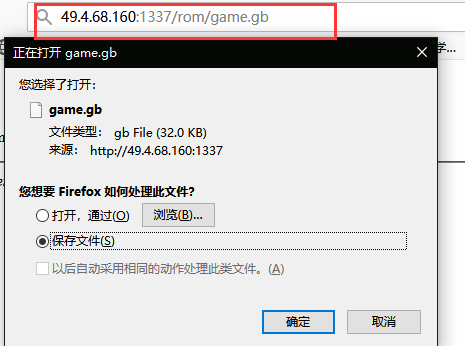 49.4.68.160:1337/rom/game.gb
正在打开 game.gb
学...
您选择了打开:
game.gb
文件类型: gb File (32.0 KB)
来源: http://49.4.68.160:1337
您想要 Firefox 如何处理此文件?
打开，通过(O) 浏览(B)...
保存文件(S)
以后自动采用相同的动作处理此类文件。(A)
确定 取消